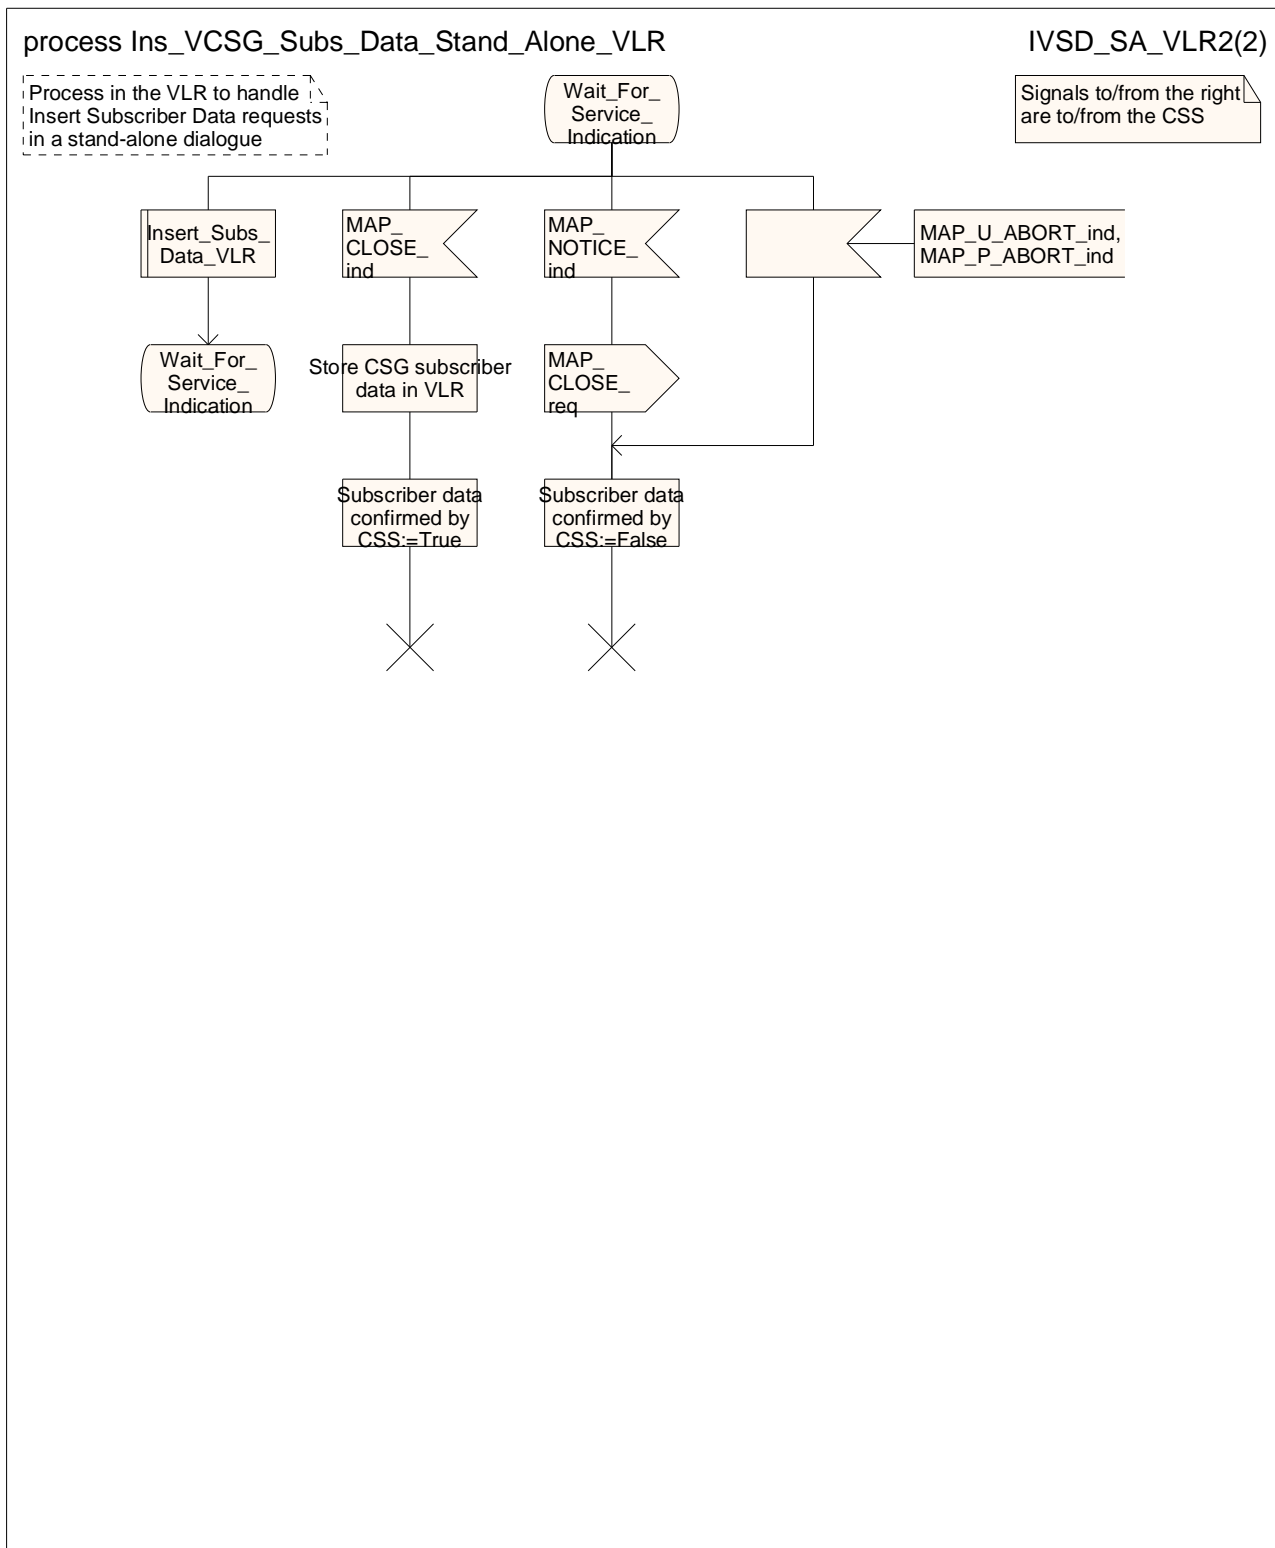 process Ins_VCSG_Subs_Data_Stand_Alone_VLR
IVSD_SA_VLR2(2)
Process in the VLR to handle
Insert Subscriber Data requests
in a stand-alone dialogue
Wait_For_
Service_
Indication
Signals to/from the right
are to/from the CSS
Insert_Subs_
Data_VLR
MAP_
CLOSE_
ind
MAP_
NOTICE_
ind
MAP_U_ABORT_ind,
MAP_P_ABORT_ind
Wait_For_
Service_
Indication
Store CSG subscriber
data in VLR
MAP_
CLOSE_
req
Subscriber data
confirmed by
CSS:=True
Subscriber data
confirmed by
CSS:=False